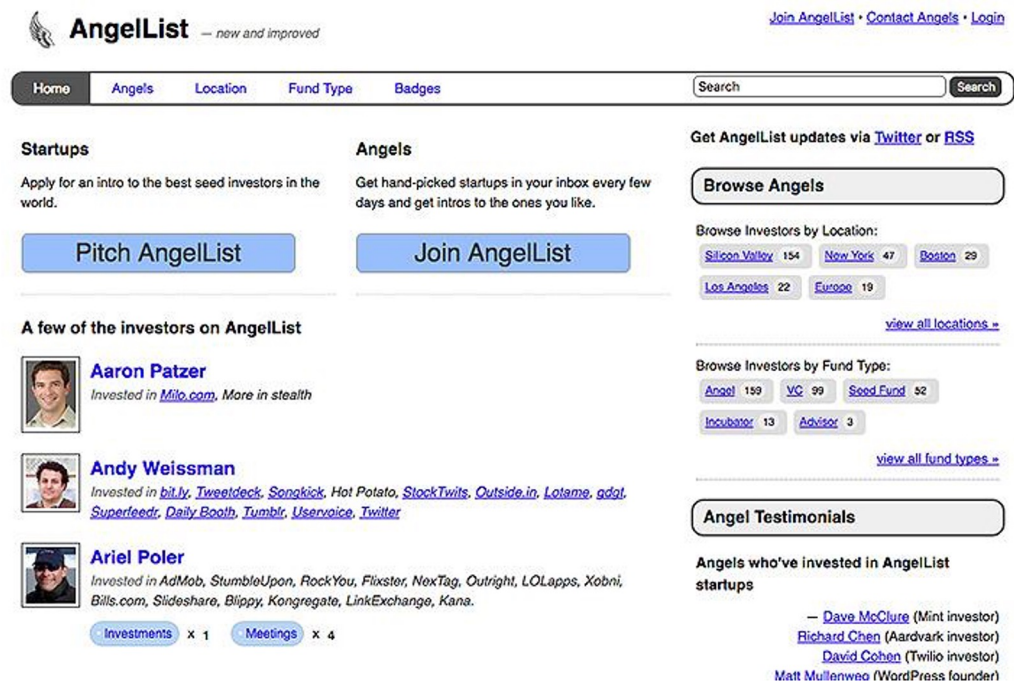 AngelList — new and improved
Join AngelList • Contact Angels • Login
Home Angels Location Fund Type Badges
Search Search
Startups
Apply for an intro to the best seed investors in the
world.
Pitch AngelList
Angels
Get hand-picked startups in your inbox every few
days and get intros to the ones you like.
Join AngelList
A few of the investors on AngelList
Aaron Patzer
Invested in Milo.com, More in stealth
Andy Weissman
Invested in bit.ly, Tweetdeck, Songkick, Hot Potato, StockTwits, Outside.in, Lotame, gdgt,
Superfeedr, Daily Booth, Tumblr, Uservoice, Twitter
Ariel Poler
Invested in AdMob, StumbleUpon, RockYou, Flixster, NexTag, Outright, LOLapps, Xobni,
Bills.com, Slideshare, Blippy, Kongregate, LinkExchange, Kana.
Investments x 1 Meetings x 4
Get AngelList updates via Twitter or RSS
Browse Angels
Browse Investors by Location:
Silicon Valley 154 New York 47 Boston 29
Los Angeles 22 Europe 19
view all locations »
Browse Investors by Fund Type:
Angel 159 VC 99 Seed Fund 52
Incubator 13 Advisor 3
view all fund types »
Angel Testimonials
Angels who've invested in AngelList
startups
— Dave McClure (Mint investor)
Richard Chen (Aardvark investor)
David Cohen (Twilio investor)
Matt Mullenweg (WordPress founder)